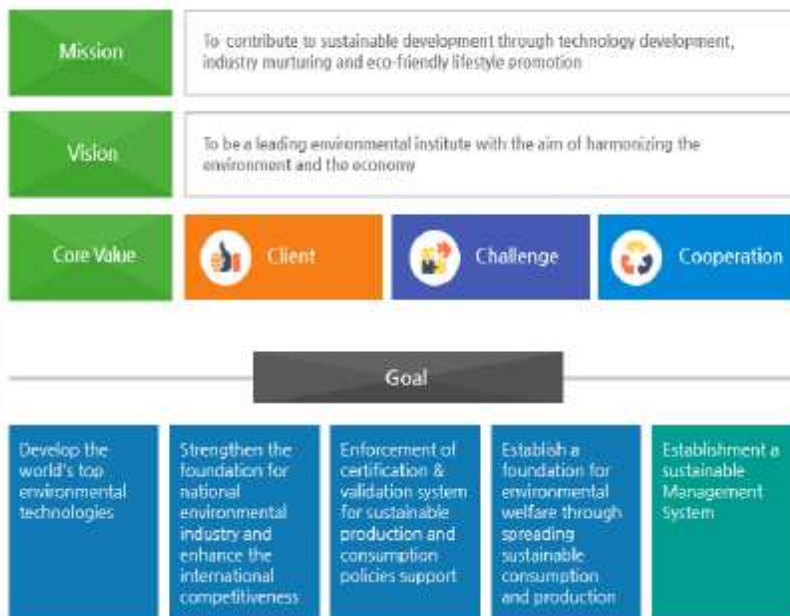 Mission
To contribute to sustainable development through technology development,
industry nurturing and eco-friendly lifestyle promotion
Vision
To be a leading environmental institute with the aim of harmonizing the
environment and the economy
Core Value
Client
Challenge
Cooperation
Goal
Develop the
world's top
environmental
technologies
Strengthen the
foundation for
national
environmental
industry and
enhance the
international
competitiveness
Enforcement of
certification &
validation system
for sustainable
production and
consumption
policies support
Establish a
foundation for
environmental
welfare through
spreading
sustainable
consumption
and production
Establishment a
sustainable
Management
System